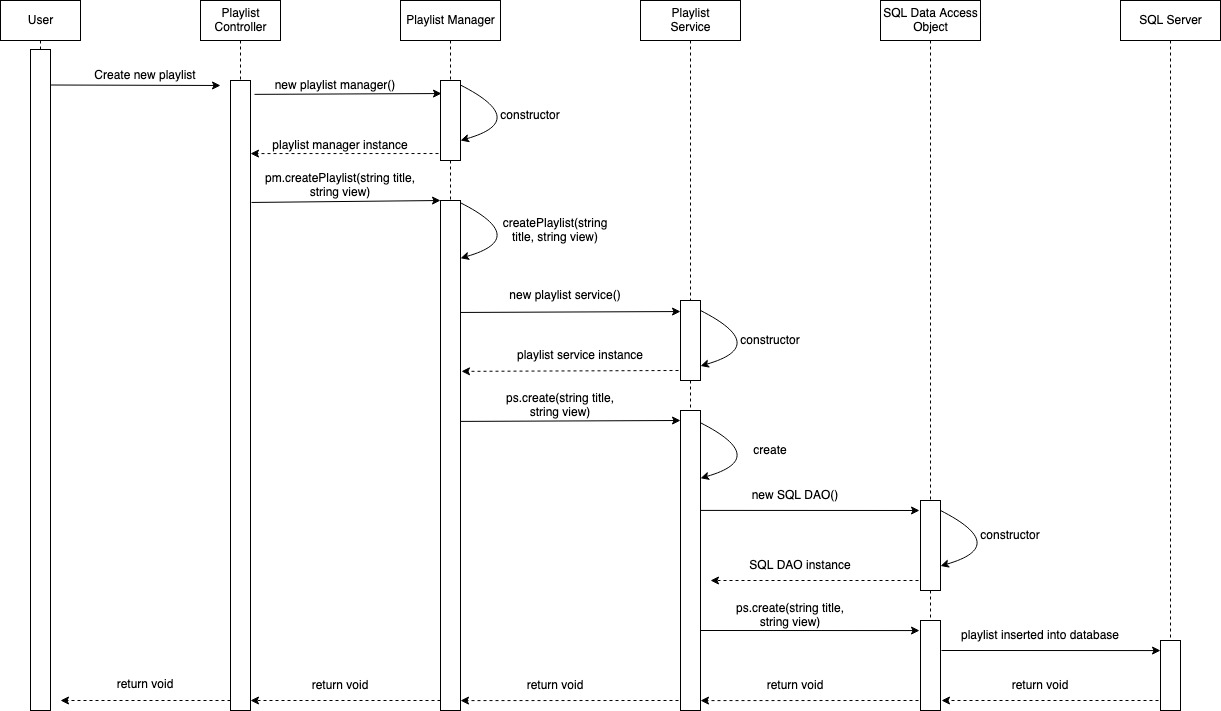 User
Playlist
Controller
Playlist Manager
Playlist
Service
SQL Data Access
Object
SQL Server
Create new playlist
new playlist manager()
constructor
playlist manager instance
pm.createPlaylist(string title,
string view)
createPlaylist(string
title, string view)
new playlist service()
constructor
playlist service instance
ps.create(string title,
string view)
create
new SQL DAO()
constructor
SQL DAO instance
ps.create(string title,
string view)
playlist inserted into database
return void
return void
return void
return void
return void